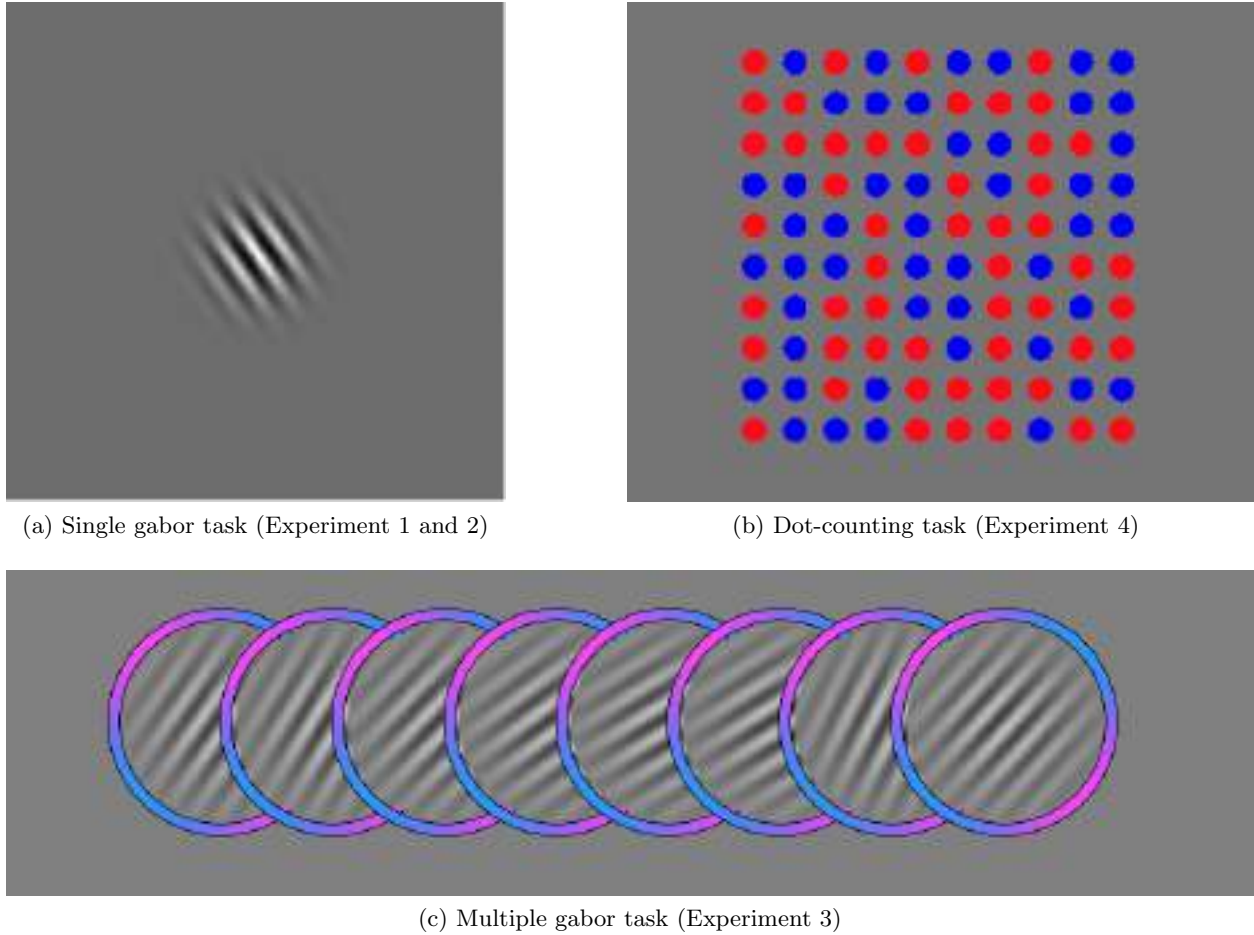 (a) Single gabor task (Experiment 1 and 2)
(b) Dot-counting task (Experiment 4)
(c) Multiple gabor task (Experiment 3)